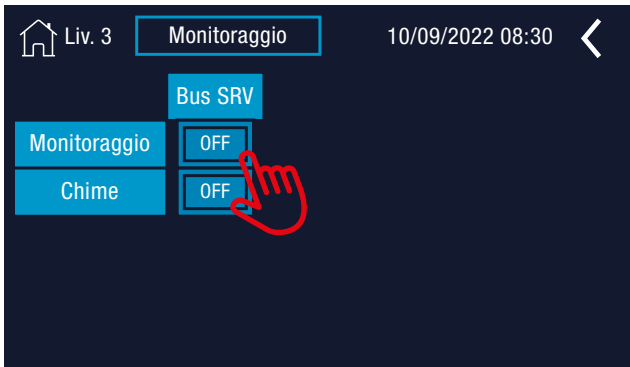 Liv. 3 Monitoraggio 10/09/2022 08:30
Bus SRV
Monitoraggio OFF
Chime OFF